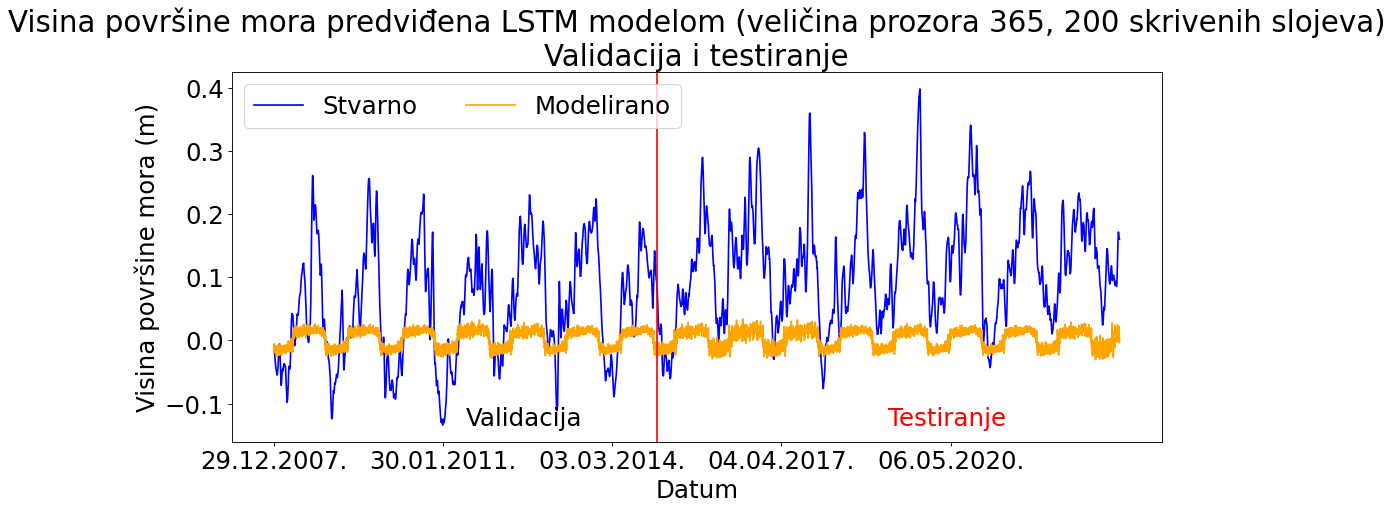 Visina površine mora predviđena LSTM modelom (veličina prozora 365, 200 skrivenih slojeva)
Validacija i testiranje
Stvarno Modelirano
Visina površine mora (m)
0.4
0.3
0.2
0.1
0.0
−0.1
Validacija Testiranje
29.12.2007. 30.01.2011. 03.03.2014. 04.04.2017. 06.05.2020.
Datum